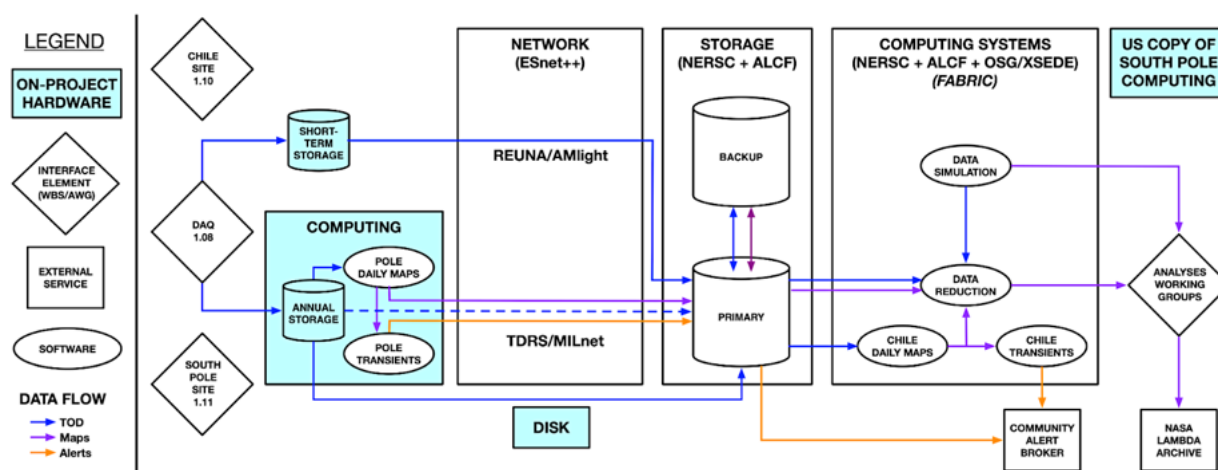 LEGEND
ON-PROJECT
HARDWARE
INTERFACE
ELEMENT
(WBS/AWG)
EXTERNAL
SERVICE
SOFTWARE
DATA FLOW
TOD
Maps
Alerts
CHILE
SITE
1.10
DAQ
1.08
SOUTH
POLE
SITE
1.11
SHORT-
TERM
STORAGE
COMPUTING
POLE
DAILY MAPS
ANNUAL
STORAGE
POLE
TRANSIENTS
NETWORK
(ESnet++)
REUNA/AMlight
TDRS/MILnet
DISK
STORAGE
(NERSC + ALCF)
BACKUP
PRIMARY
COMPUTING SYSTEMS
(NERSC + ALCF + OSG/XSEDE)
(FABRIC)
DATA
SIMULATION
DATA
REDUCTION
CHILE
DAILY MAPS
CHILE
TRANSIENTS
COMMUNITY
ALERT
BROKER
US COPY OF
SOUTH POLE
COMPUTING
ANALYSES
WORKING
GROUPS
NASA
LAMBDA
ARCHIVE